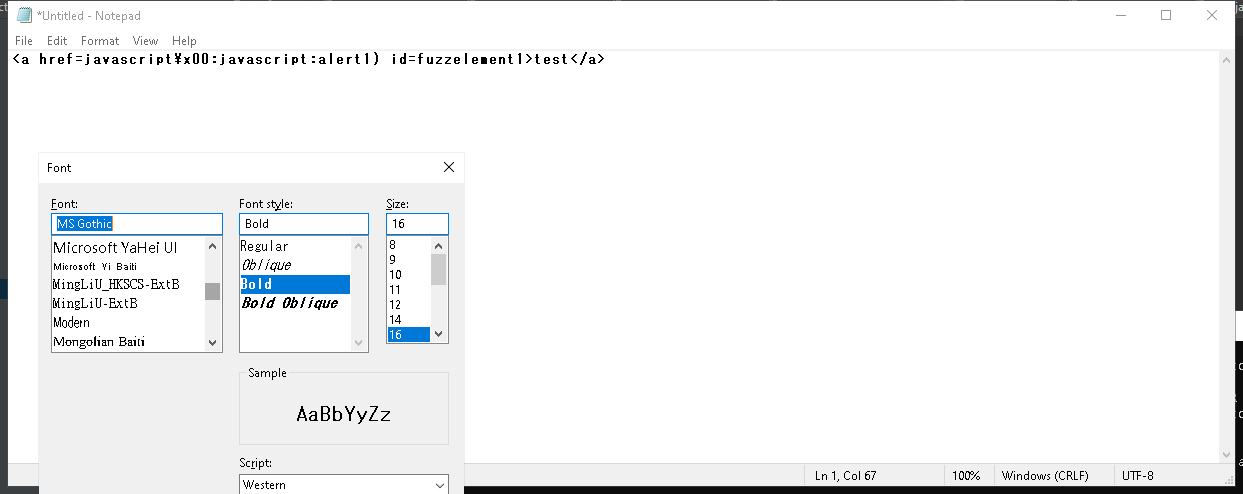 *Untitled - Notepad
File Edit Format View Help
<a href=javascript¥x00:javascript:alert1) id=fuzzelement1>test</a>
Font
Font: Font style: Size:
MS Gothic Bold 16
Microsoft YaHei UI Regular 8
Microsoft Yi Baiti Oblique 9
MingLiU_HKSCS-ExtB Bold 10
MingLiU-ExtB Bold Oblique 11
Modern 12
Mongolian Baiti 14
16
Sample
AaBbYyZz
Script:
Western
Ln 1, Col 67 100% Windows (CRLF) UTF-8